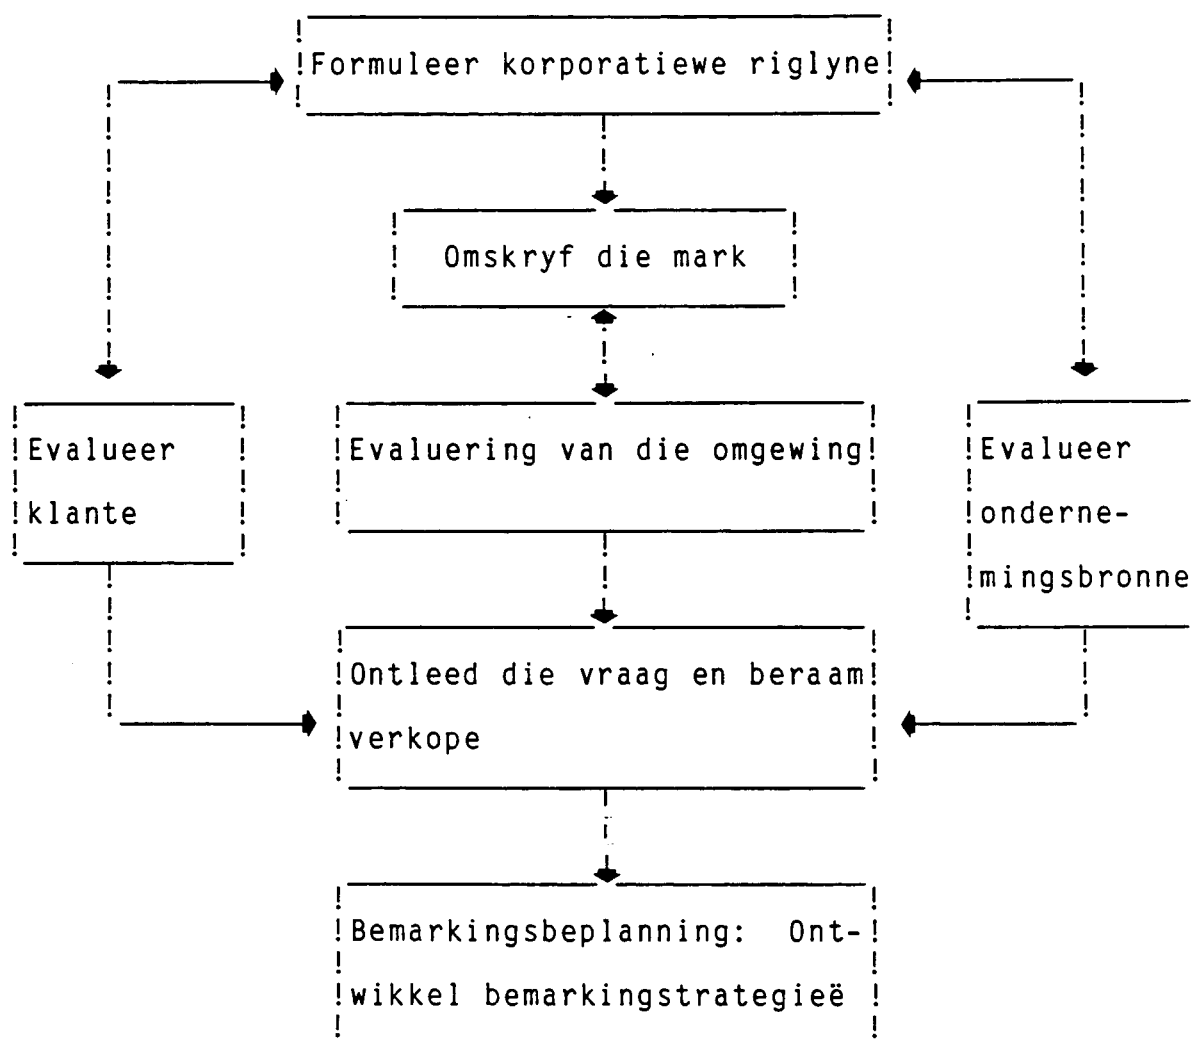 Formuleer korporatiewe riglyne
Omskryf die mark
Evalueer
klante
Evaluering van die omgewing
Evalueer
onderne-
mingsbronne
Ontleed die vraag en beraam
verkope
Bemarkingsbeplanning: Ont-
wikkel bemarkingstrategieë